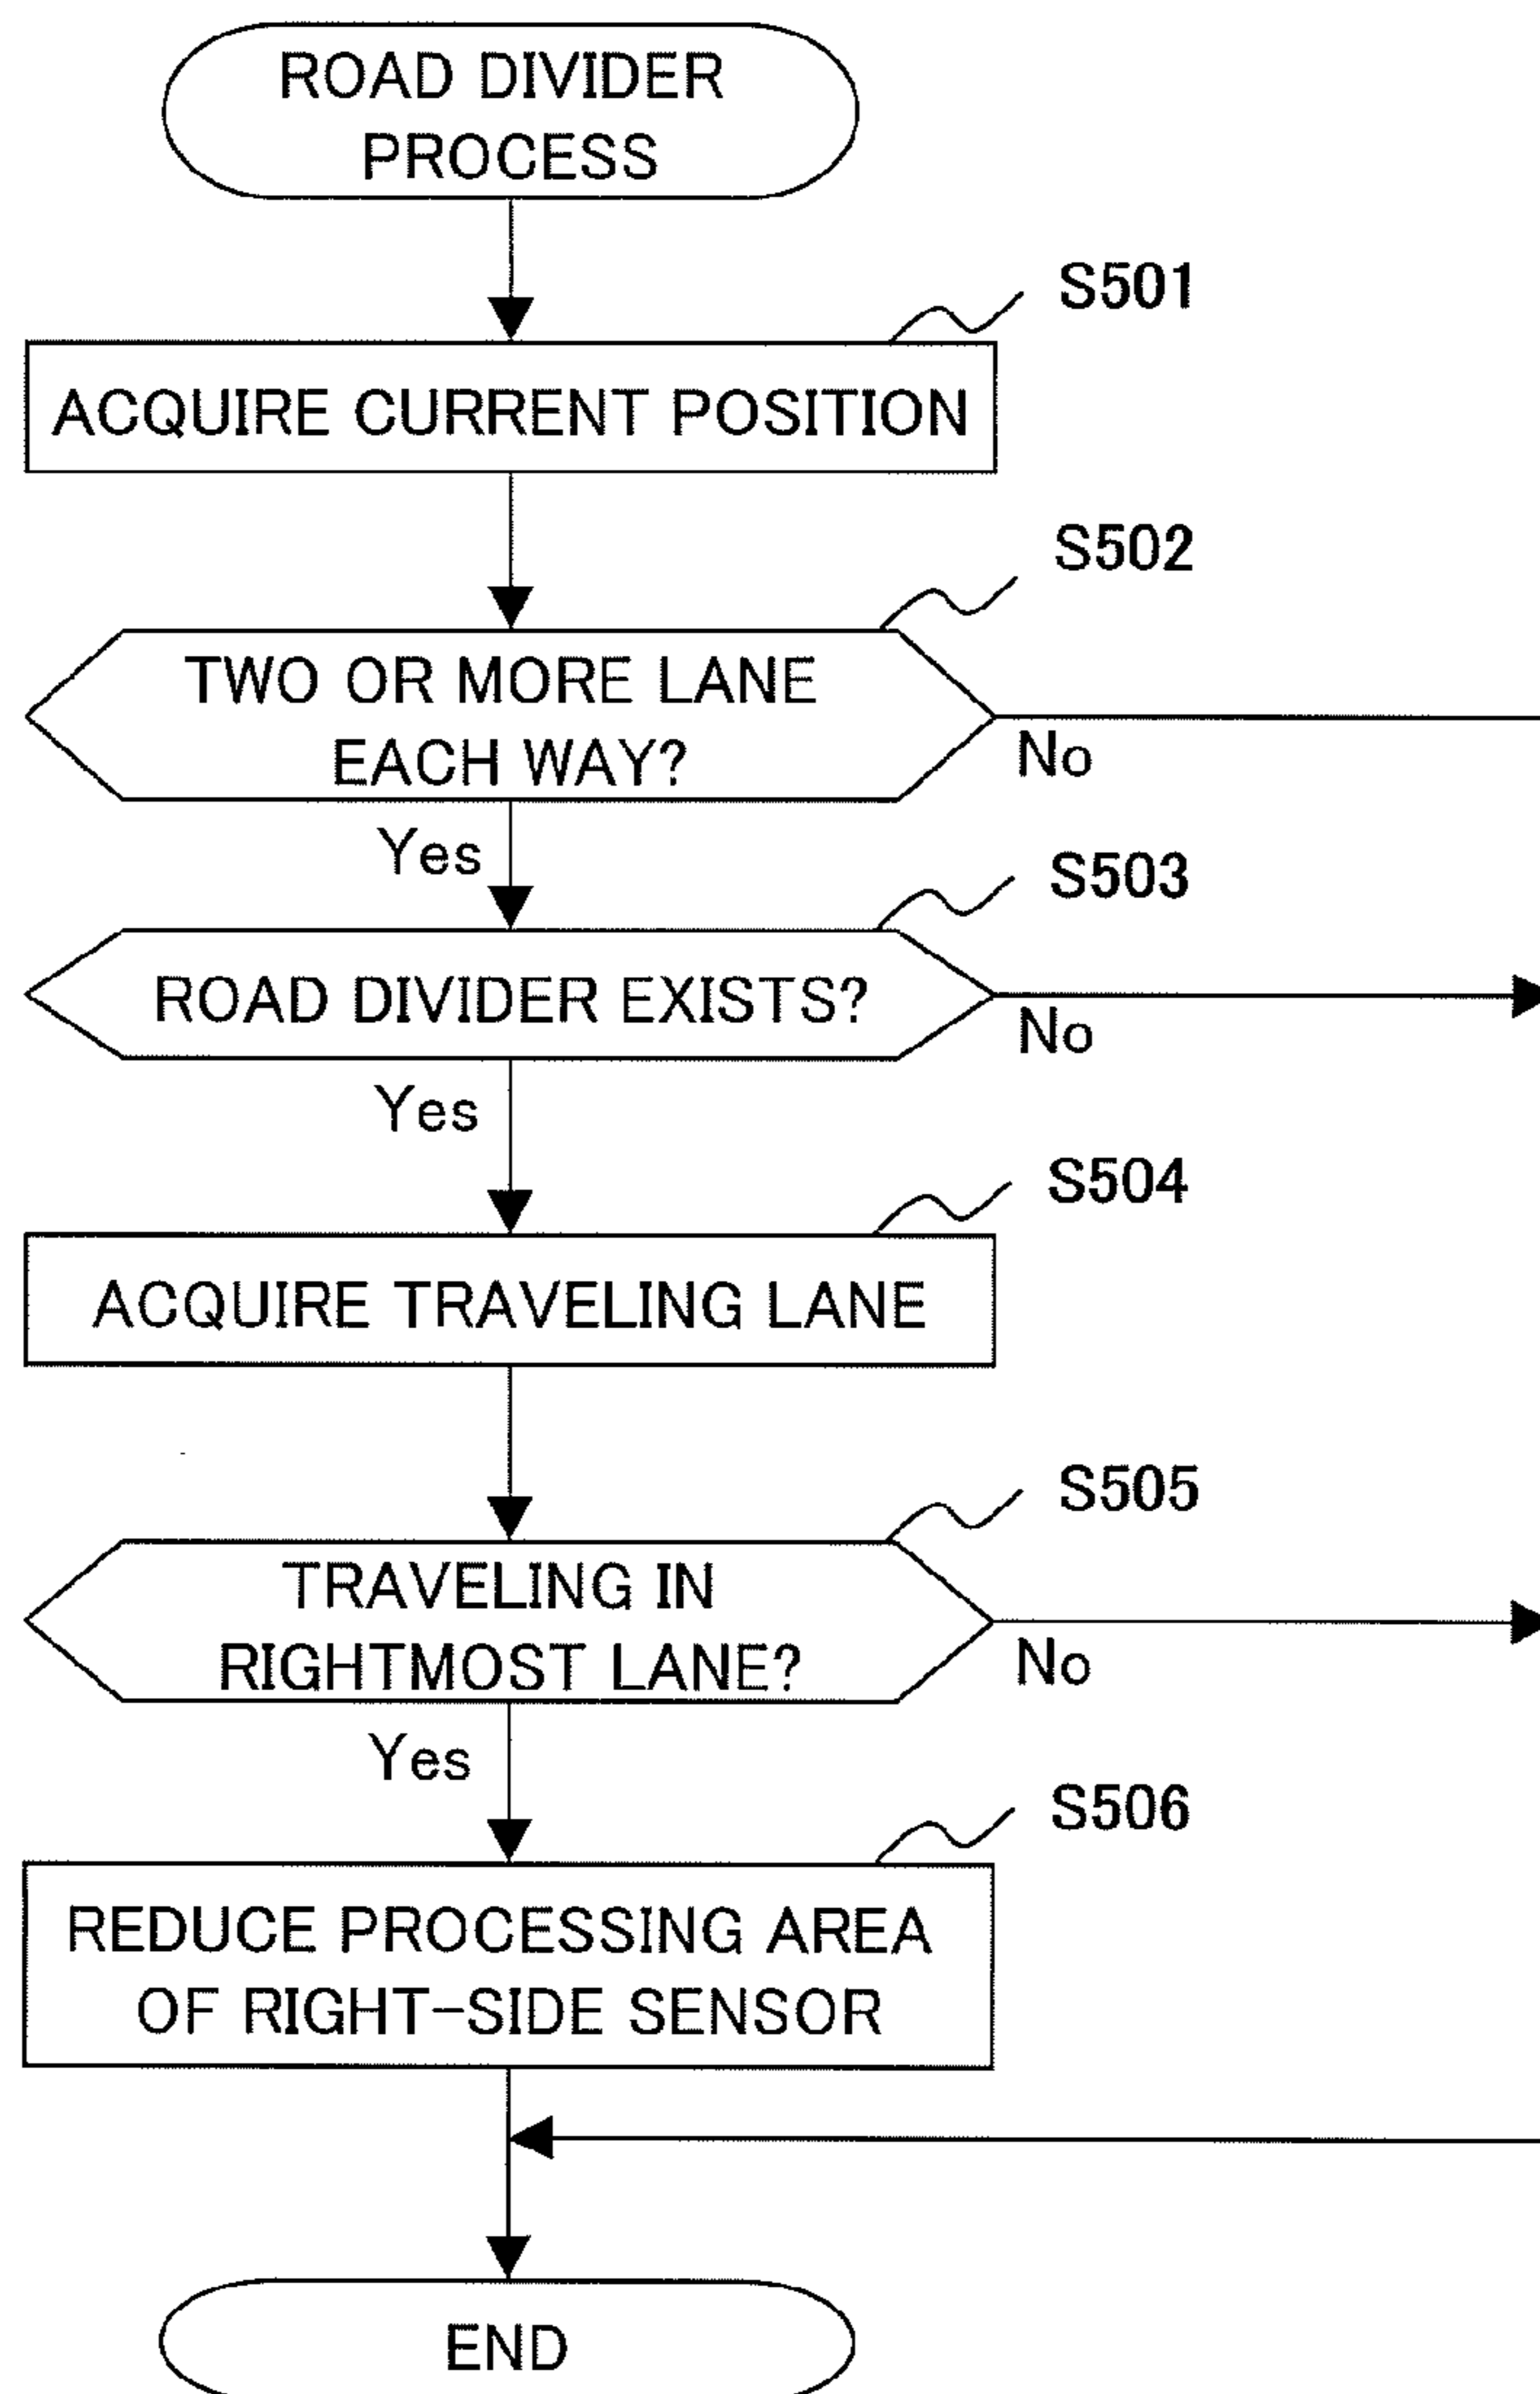 ROAD DIVIDER
PROCESS
S501
ACQUIRE CURRENT POSITION
S502
TWO OR MORE LANE
EACH WAY?
No
Yes
S503
ROAD DIVIDER EXISTS?
No
Yes
S504
ACQUIRE TRAVELING LANE
S505
TRAVELING IN
RIGHTMOST LANE?
No
Yes
S506
REDUCE PROCESSING AREA
OF RIGHT-SIDE SENSOR
END